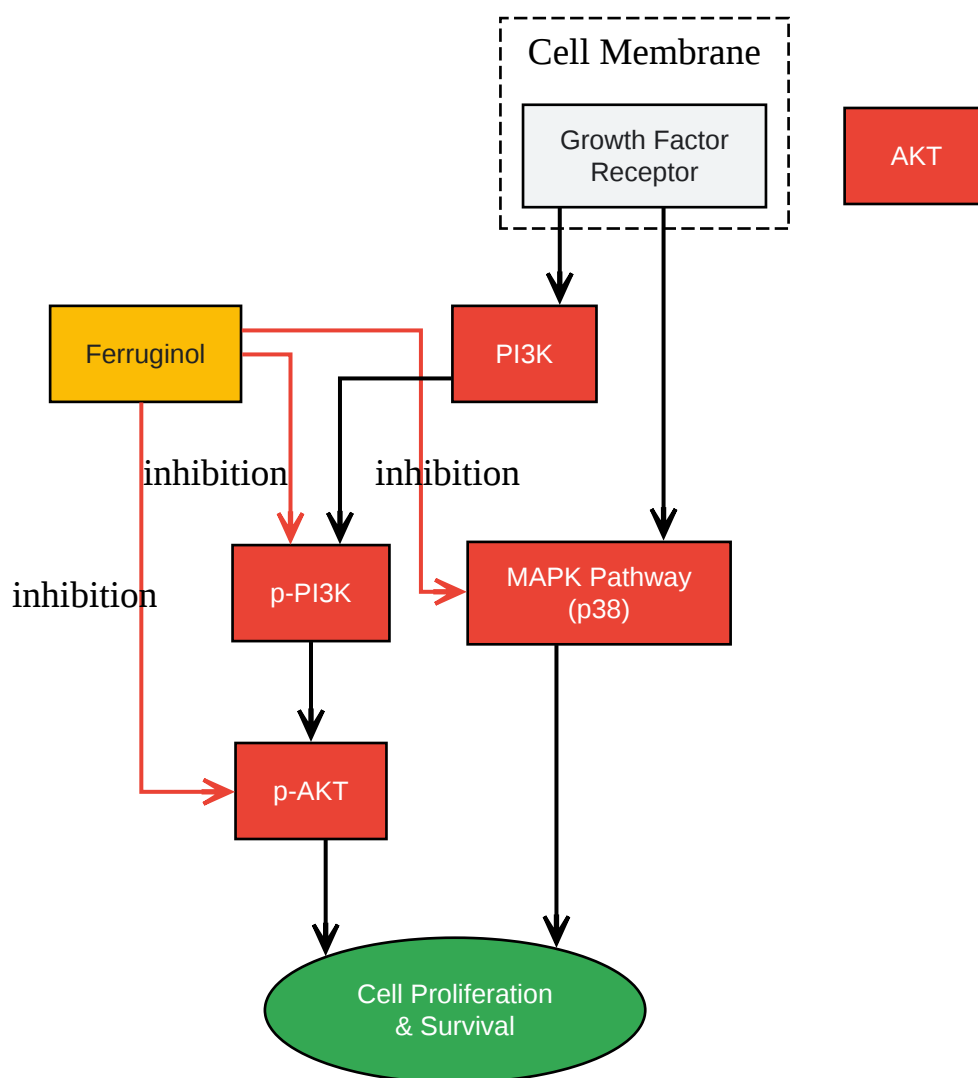 Cell Membrane
Growth Factor
Receptor
AKT
Ferruginol
PI3K
inhibition
inhibition
p-PI3K
MAPK Pathway
(p38)
inhibition
p-AKT
Cell Proliferation
& Survival